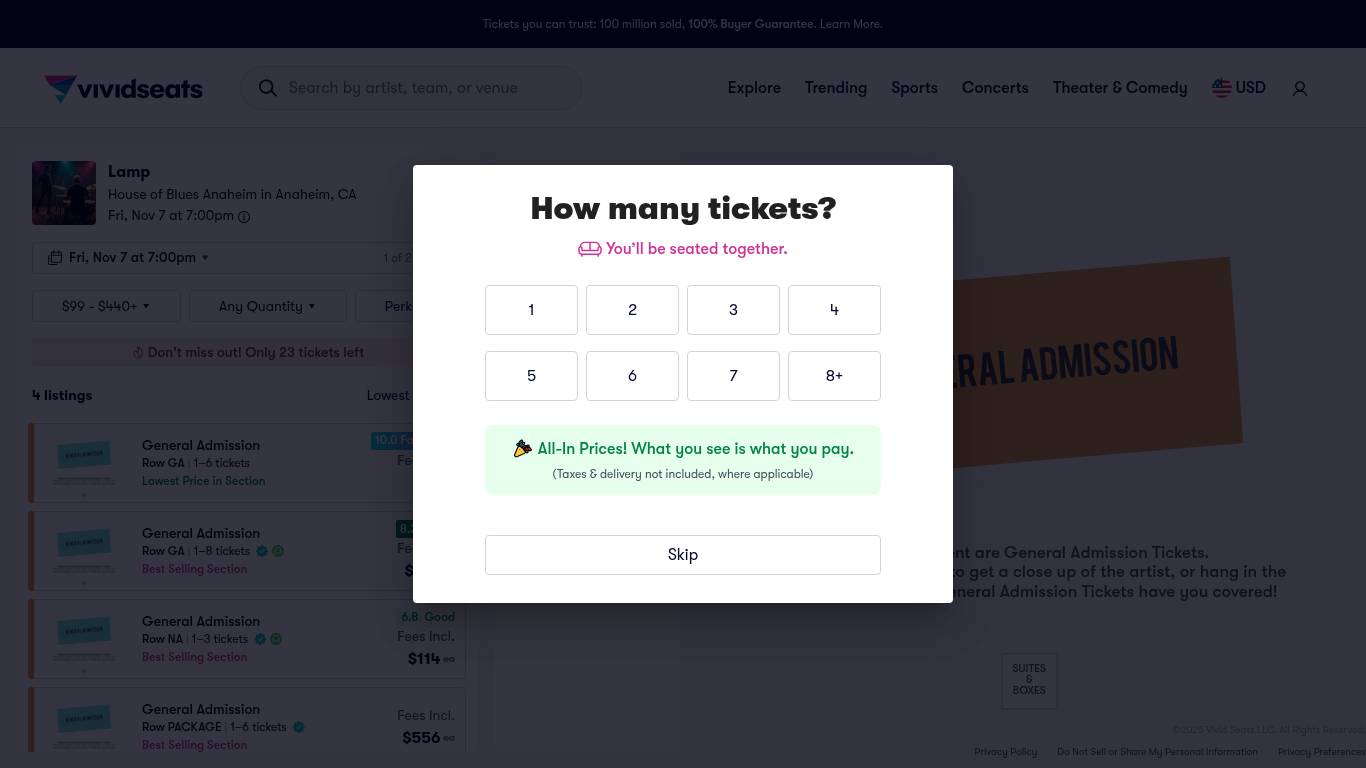 Tickets you can trust: 100 million sold, 100% Buyer Guarantee. Learn More.
vividseats
Search by artist, team, or venue
Explore
Trending
Sports
Concerts
Theater & Comedy
USD
Lamp
House of Blues Anaheim in Anaheim, CA
Fri, Nov 7 at 7:00pm
Fri, Nov 7 at 7:00pm
1 of 2
$99 - $440+
Any Quantity
Perks
Don't miss out! Only 23 tickets left
4 listings
Lowest
General Admission
10.0
Row GA | 1–6 tickets
Lowest Price in Section
General Admission
8.
Row GA | 1–8 tickets
Best Selling Section
$
General Admission
6.8 Good
Row NA | 1–3 tickets
Fees Incl.
Best Selling Section
$114 ea
General Admission
Fees Incl.
Row PACKAGE | 1–6 tickets
$556 ea
Best Selling Section
How many tickets?
You'll be seated together.
1
2
3
4
5
6
7
8+
All-In Prices! What you see is what you pay.
(Taxes & delivery not included, where applicable)
Skip
ERAL ADMISSION
ent are General Admission Tickets.
to get a close up of the artist, or hang in the
eneral Admission Tickets have you covered!
SUITES
&
BOXES
©2025 Vivid Seats LLC. All Rights Reserved.
Privacy Policy
Do Not Sell or Share My Personal Information
Privacy Preferences